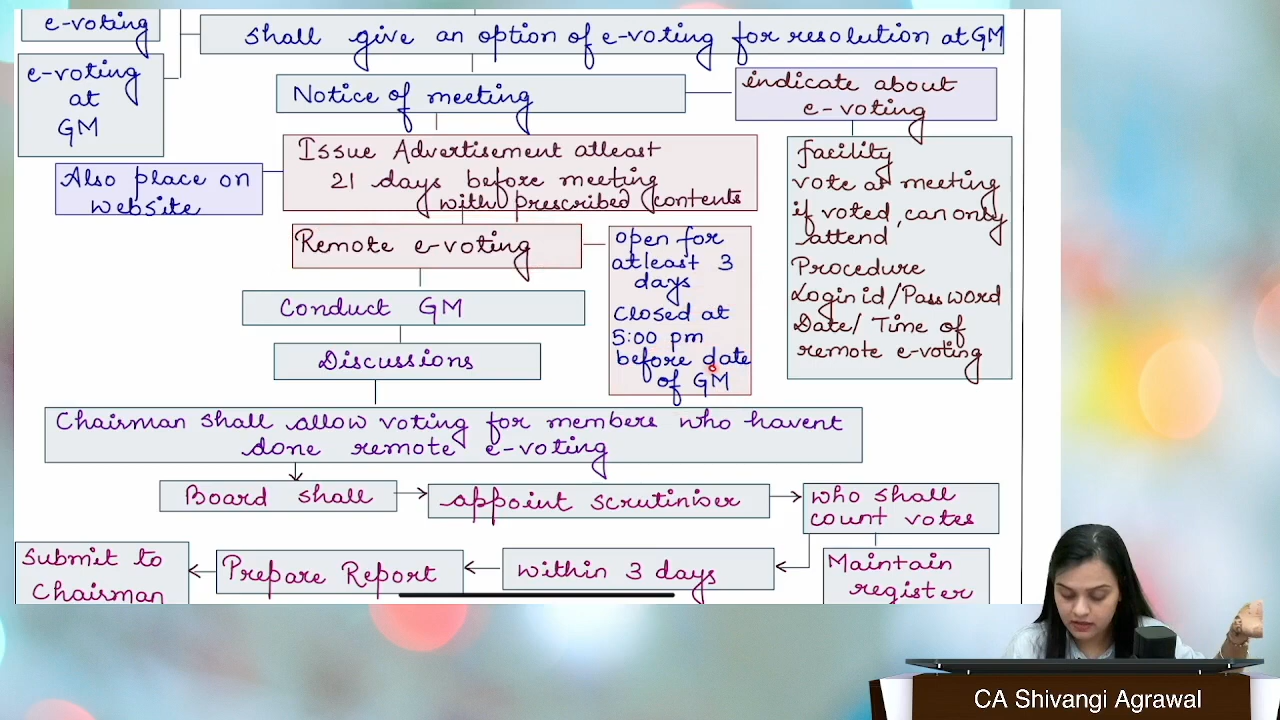 e-voting
shall give an option of e-voting for resolution at GM
e-voting
at
GM
Notice of meeting
indicate about
e-voting
Issue Advertisement atleast
21 days before meeting
with prescribed contents
Also place on
website
facility
vote at meeting
if voted, can only
attend
Procedure
Login id/Password
Date/ Time of
remote e-voting
Remote e-voting
open for
atleast 3
days
closed at
5:00 pm
before date
of GM
Conduct GM
Discussions
Chairman shall allow voting for members who havent
done remote e-voting
Board shall
appoint scrutiniser
who shall
count votes
Maintain
register
within 3 days
Prepare Report
Submit to
Chairman
CA Shivangi Agrawal